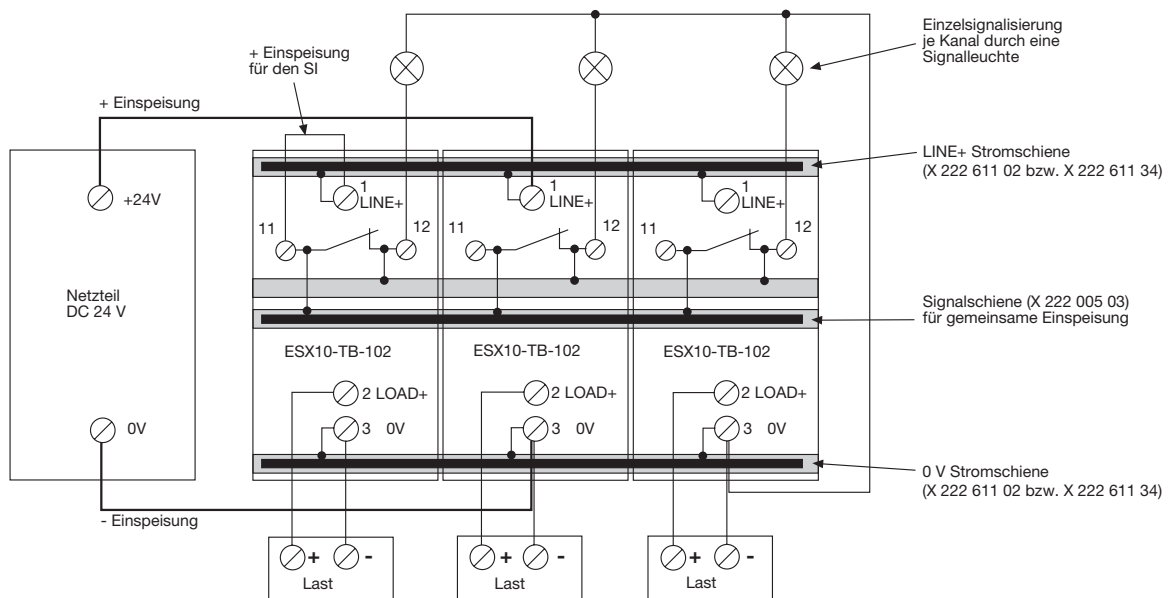 Einzelsignalisierung
je Kanal durch eine
Signalleuchte
+ Einspeisung
für den SI
+ Einspeisung
LINE+ Stromschiene
(X 222 611 02 bzw. X 222 611 34)
+24V
1
LINE+
1
LINE+
1
LINE+
11
12
11
12
11
12
Netzteil
DC 24 V
Signalschiene (X 222 005 03)
für gemeinsame Einspeisung
ESX10-TB-102
ESX10-TB-102
ESX10-TB-102
2 LOAD+
2 LOAD+
2 LOAD+
0V
3 0V
3 0V
3 0V
0 V Stromschiene
(X 222 611 02 bzw. X 222 611 34)
- Einspeisung
+ -
+ -
+ -
Last
Last
Last